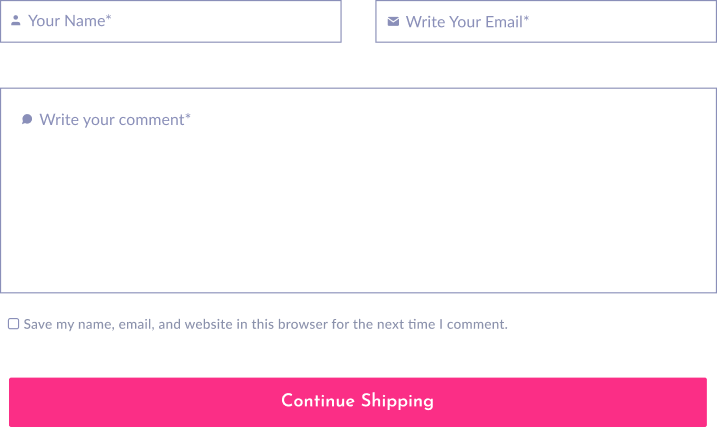 Your Name*
Write Your Email*
Write your comment*
Save my name, email, and website in this browser for the next time I comment.
Continue Shipping